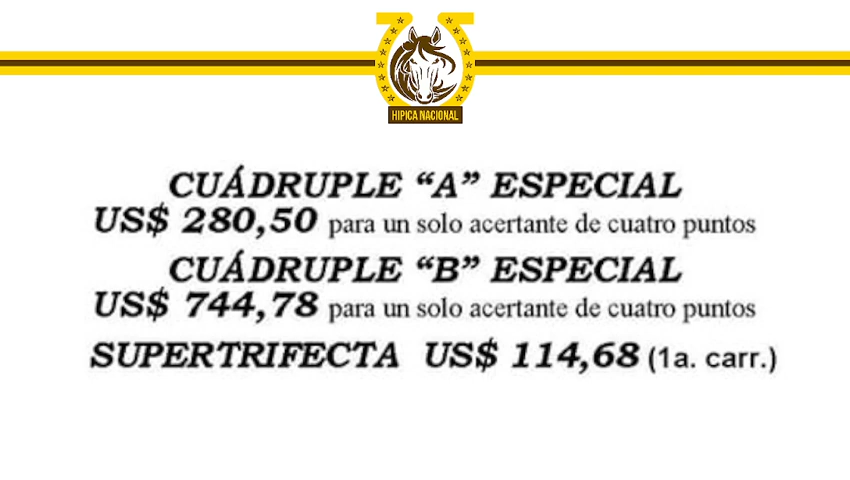 HIPICA NACIONAL
CUÁDRUPLE “A” ESPECIAL
US$ 280,50 para un solo acertante de cuatro puntos
CUÁDRUPLE “B” ESPECIAL
US$ 744,78 para un solo acertante de cuatro puntos
SUPERTRIFECTA US$ 114,68 (1a. carr.)